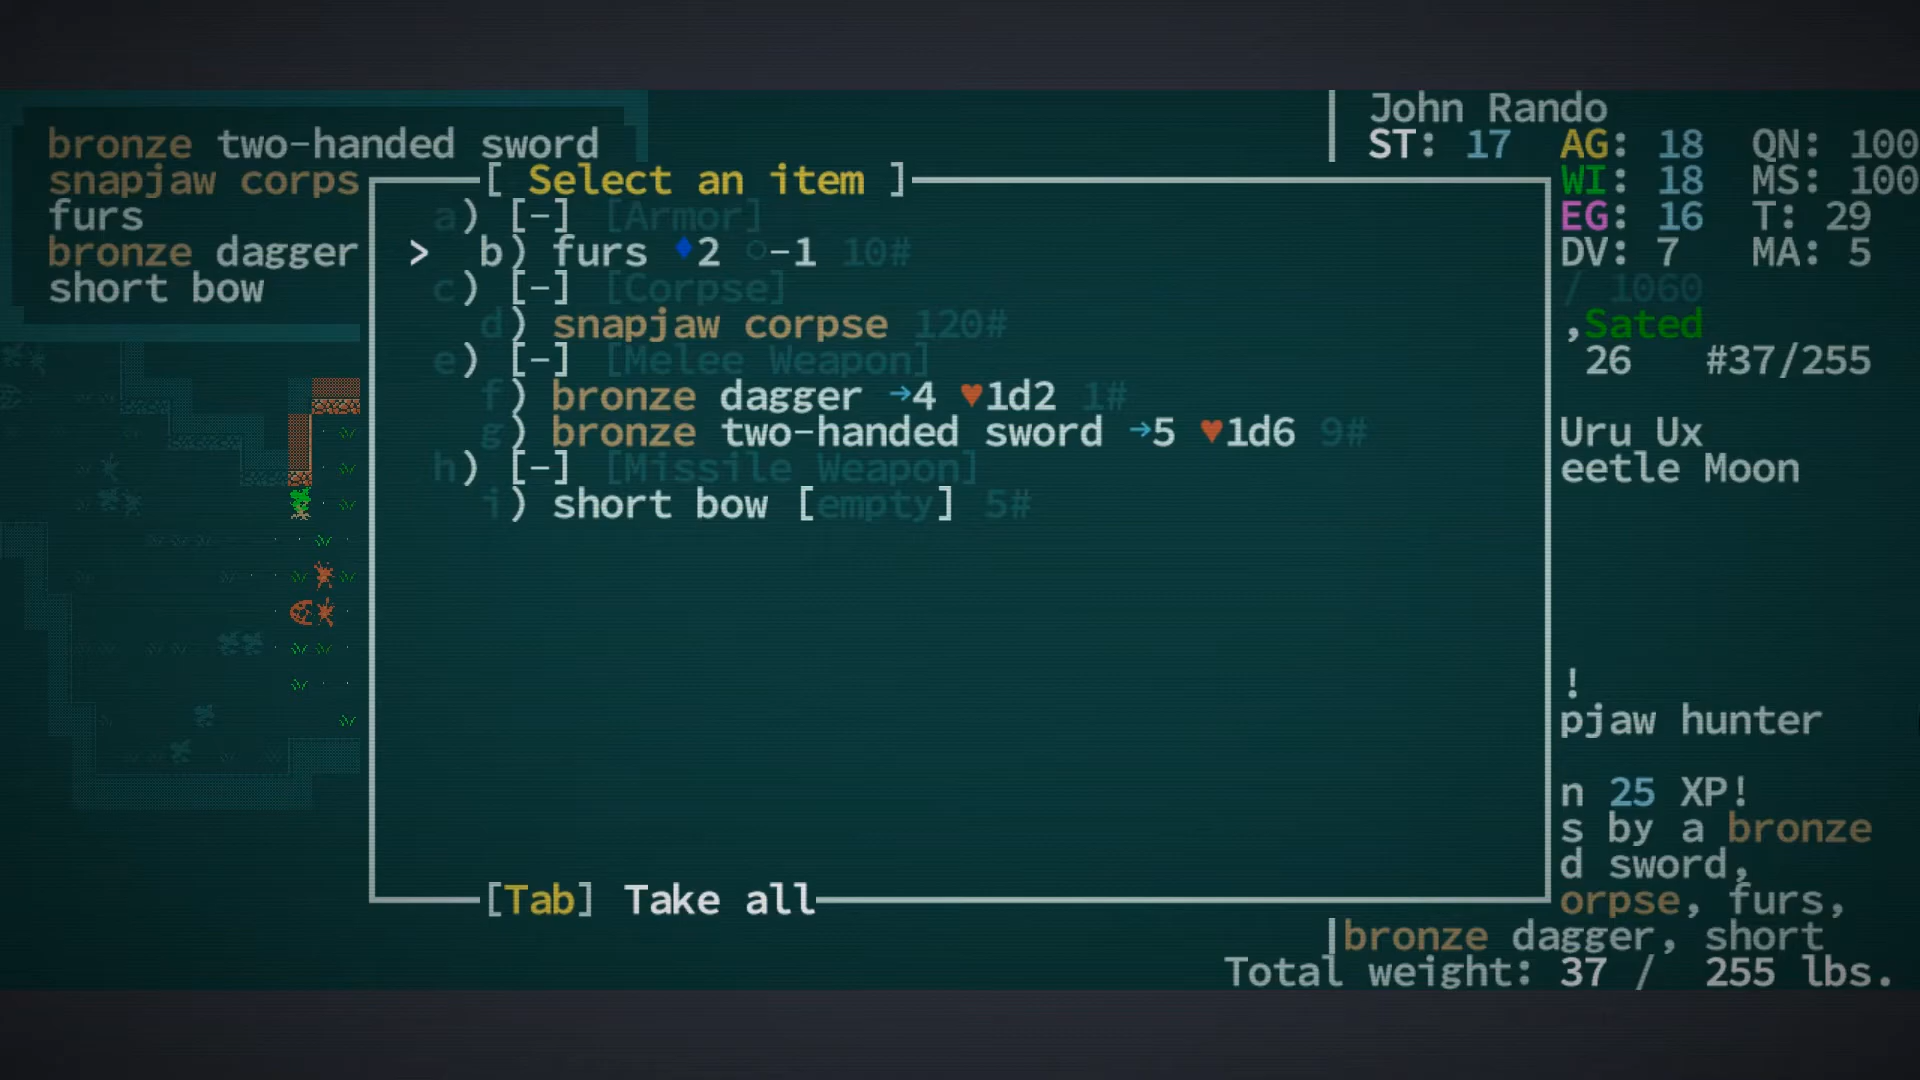 John Rando
bronze two-handed sword
ST: 17 AG: 18 QN: 100
snapjaw corps
[ Select an item ]
WI: 18 MS: 100
furs
a) [-] [Armor]
EG: 16 T: 29
bronze dagger
> b) furs ♦2 ○-1 10#
DV: 7 MA: 5
short bow
c) [-] [Corpse]
/ 1060
d) snapjaw corpse 120#
,Sated
e) [-] [Melee Weapon]
26 #37/255
f) bronze dagger →4 ♥1d2 1#
g) bronze two-handed sword →5 ♥1d6 9#
Uru Ux
h) [-] [Missile Weapon]
eetle Moon
i) short bow [empty] 5#
!
pjaw hunter
n 25 XP!
s by a bronze
d sword,
[Tab] Take all
orpse, furs,
bronze dagger, short
Total weight: 37 / 255 lbs.